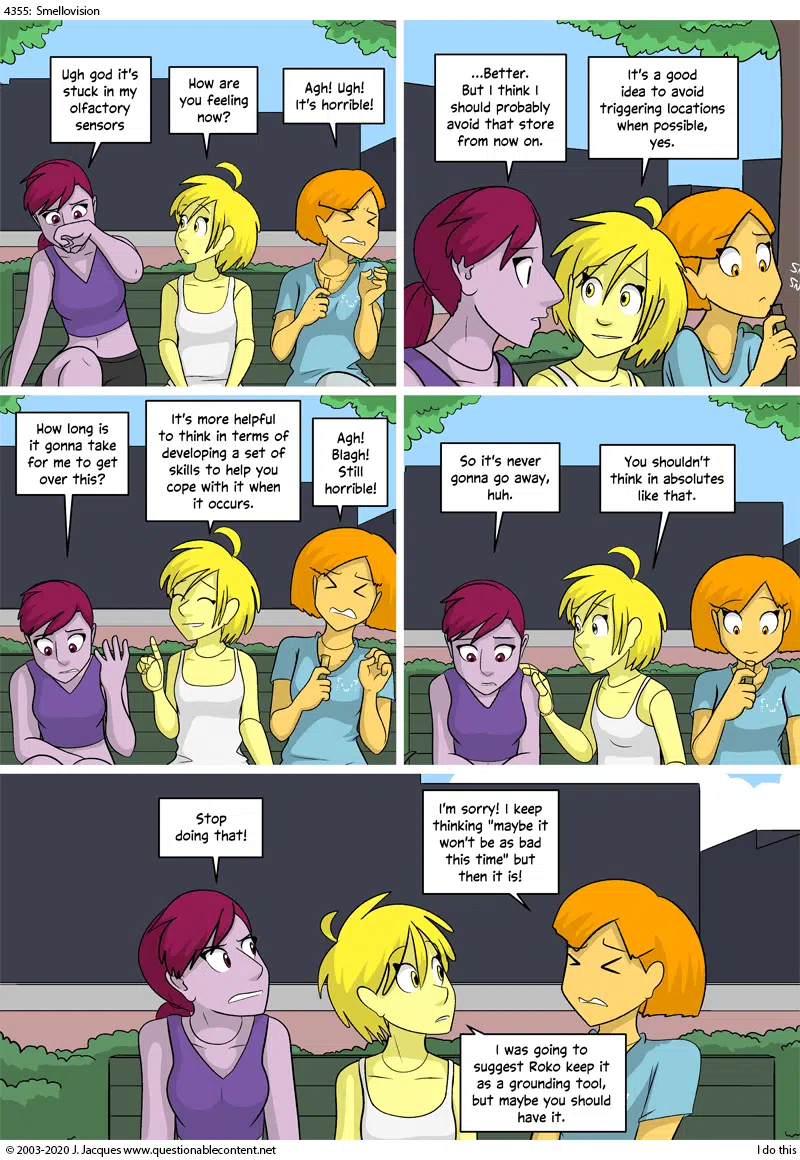 4355: Smellovision
Ugh god it's
stuck in my
olfactory
sensors
How are
you feeling
now?
Agh! Ugh!
It's horrible!
...Better.
But I think I
should probably
avoid that store
from now on.
It's a good
idea to avoid
triggering locations
when possible,
yes.
How long is
it gonna take
for me to get
over this?
It's more helpful
to think in terms of
developing a set of
skills to help you
cope with it when
it occurs.
Agh!
Blagh!
Still
horrible!
So it's never
gonna go away,
huh.
You shouldn't
think in absolutes
like that.
Stop
doing that!
I'm sorry! I keep
thinking "maybe it
won't be as bad
this time" but
then it is!
I was going to
suggest Roko keep it
as a grounding tool,
but maybe you should
have it.
© 2003-2020 J. Jacques www.questionablecontent.net
I do this